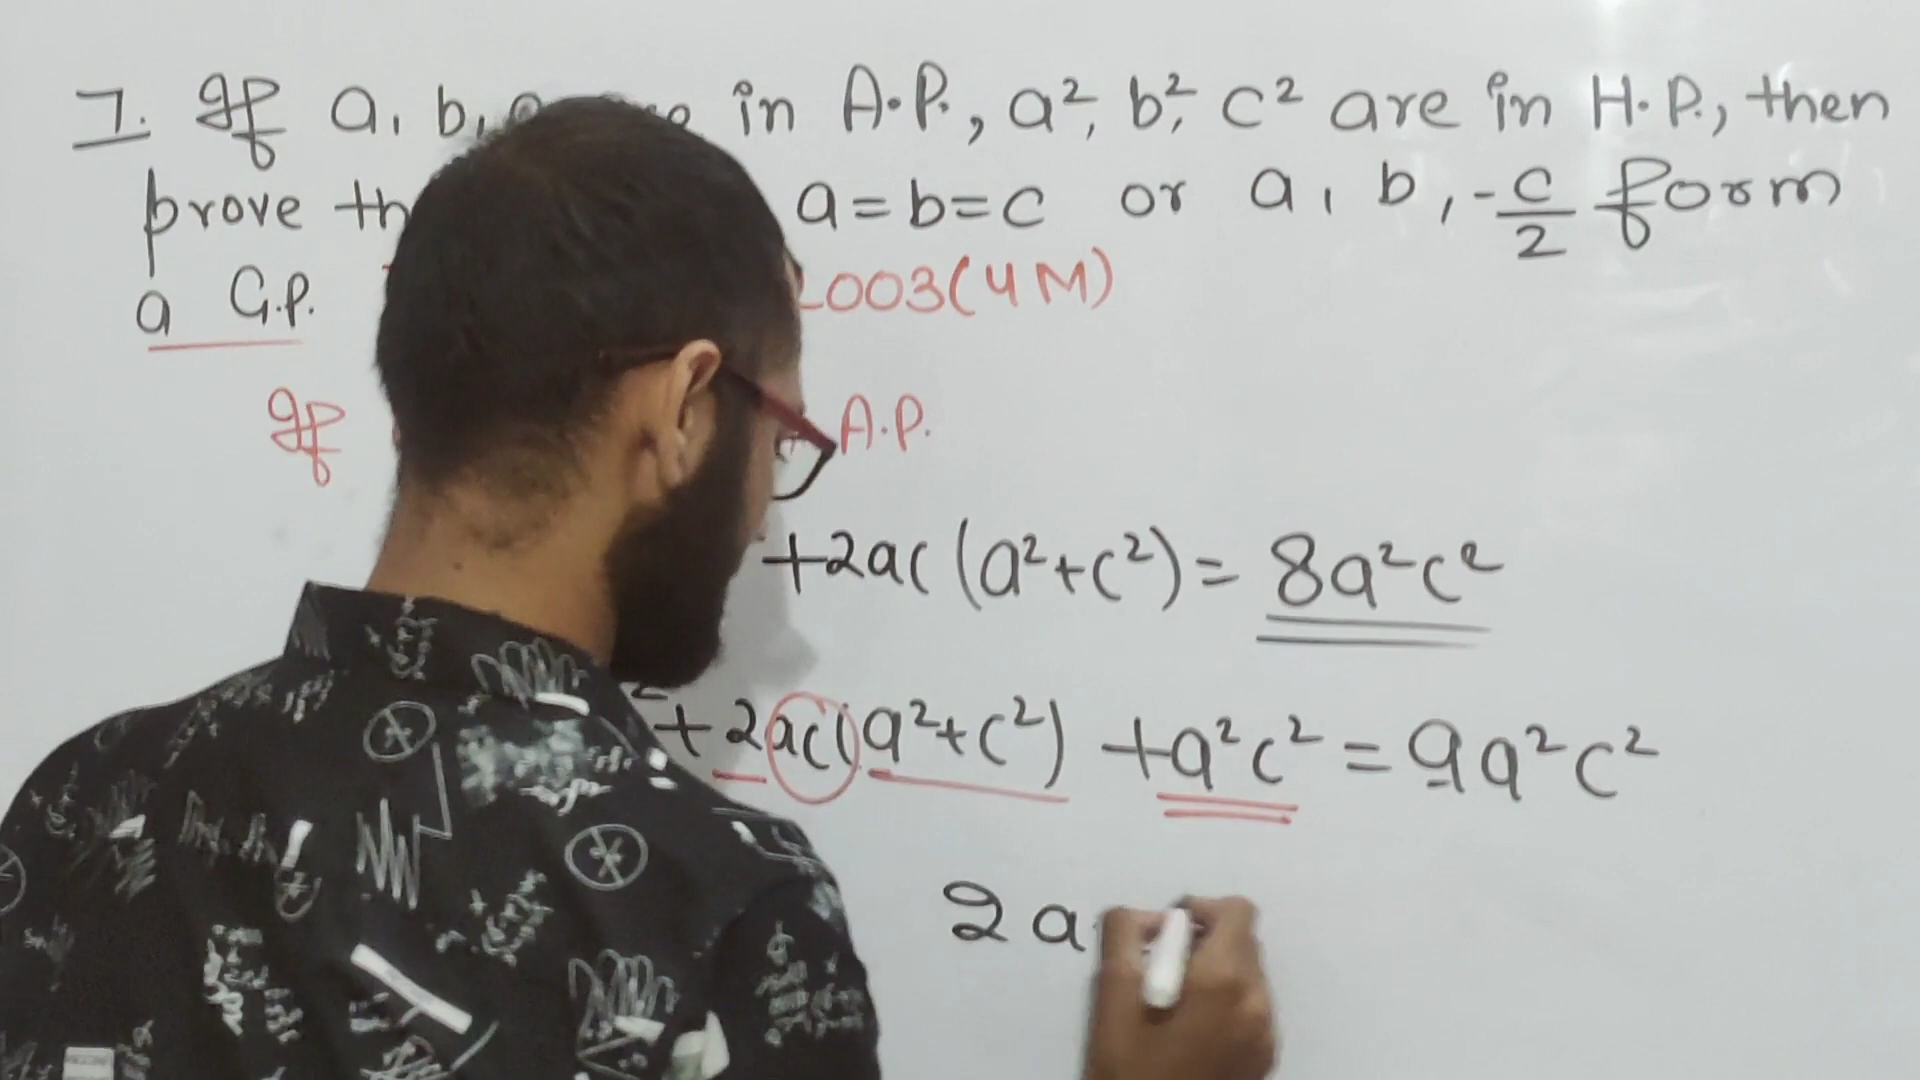 7. If a, b, in A.P., a², b², c² are in H.P., then
prove a=b=c or a, b, -c/2 form
a G.P. 2003(4M)
If A.P.
+2ac(a²+c²)= 8a²c²
+2ac(a²+c²) +a²c² = 9a²c²
2a